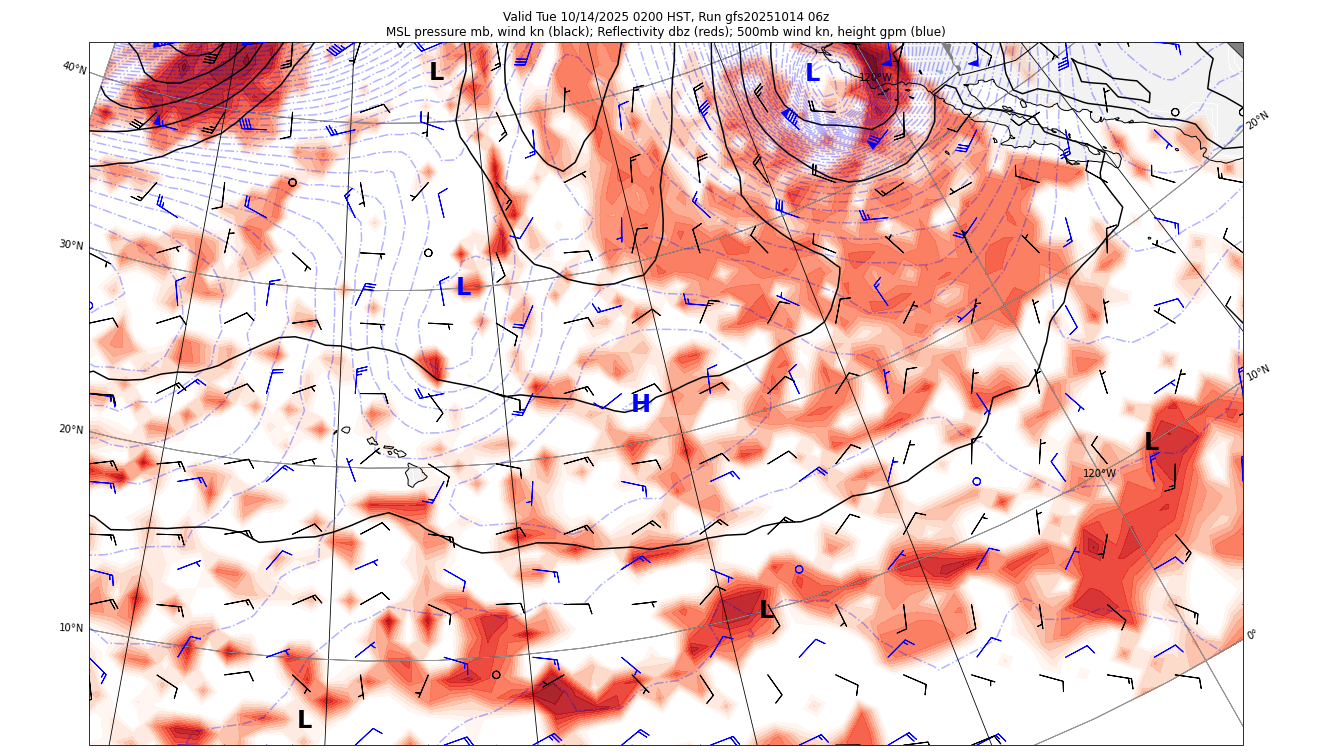 Valid Tue 10/14/2025 0200 HST, Run gfs20251014 06z
MSL pressure mb, wind kn (black); Reflectivity dbz (reds); 500mb wind kn, height gpm (blue)
40°N
L
L
120°W
20°N
30°N
L
10°N
H
20°N
L
120°W
10°N
L
0°
L